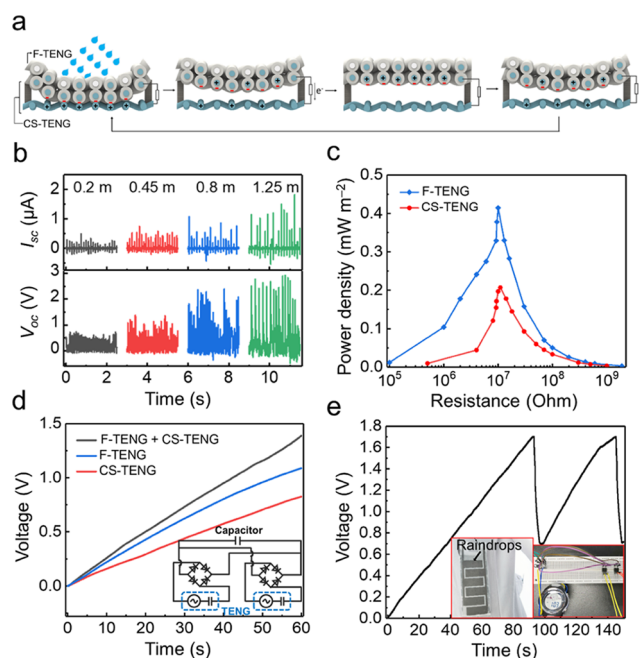 a
F-TENG
CS-TENG
e⁻
b
0.2 m 0.45 m 0.8 m 1.25 m
I_sc (μA)
2
1
0
V_oc (V)
3
2
1
0
0 2 4 6 8 10
Time (s)
c
F-TENG
CS-TENG
Power density (mW m⁻²)
0.5
0.4
0.3
0.2
0.1
0.0
10⁵ 10⁶ 10⁷ 10⁸ 10⁹
Resistance (Ohm)
d
F-TENG + CS-TENG
F-TENG
CS-TENG
Voltage (V)
1.5
1.0
0.5
0.0
Capacitor
TENG
0 10 20 30 40 50 60
Time (s)
e
Voltage (V)
1.8
1.6
1.4
1.2
1.0
0.8
0.6
0.4
0.2
0.0
Raindrops
0 20 40 60 80 100 120 140
Time (s)